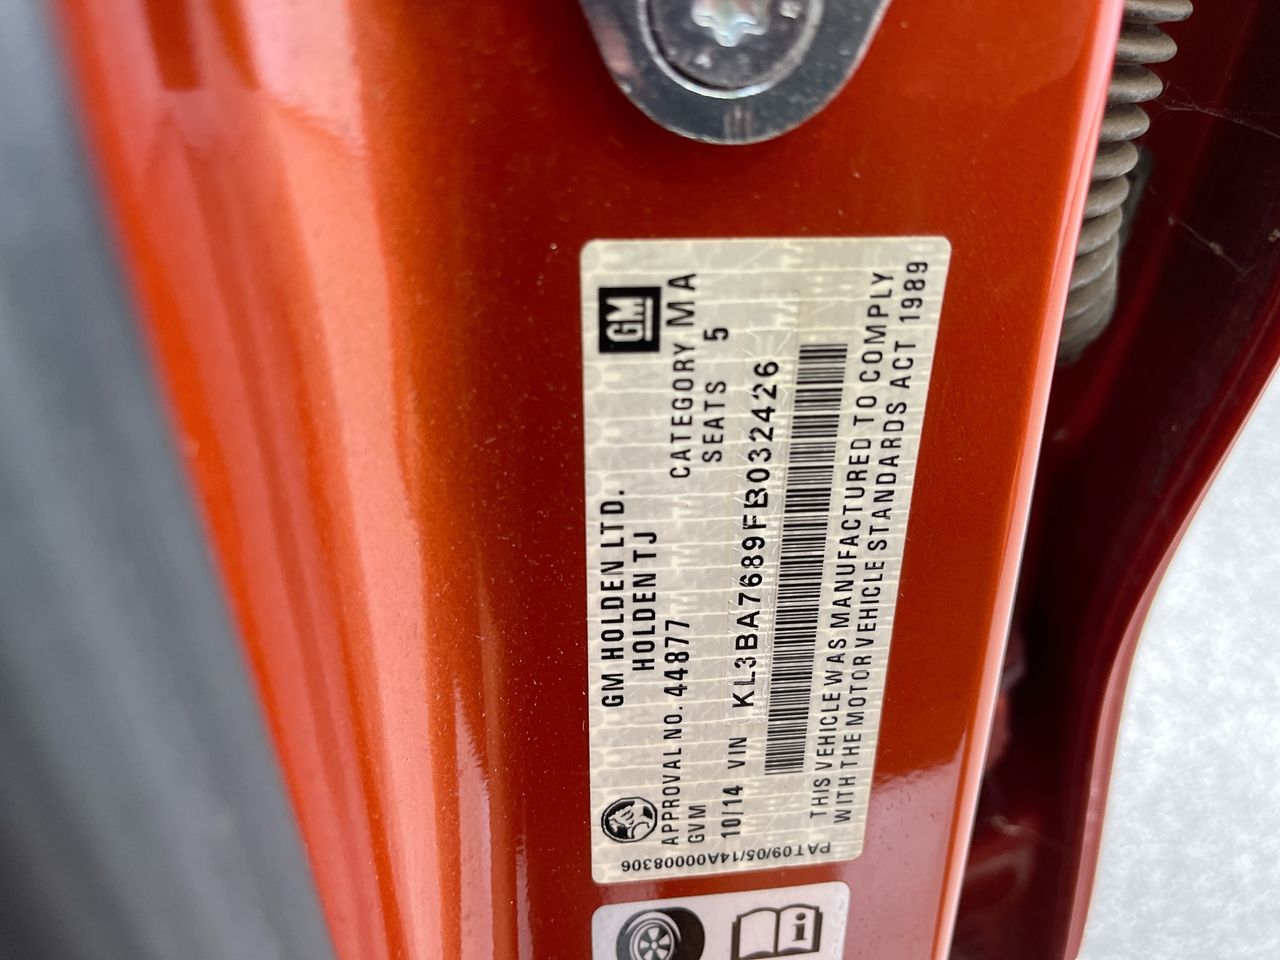 GM
GM HOLDEN LTD.
HOLDEN TJ
APPROVAL NO. 44877 CATEGORY MA
GVM SEATS 5
10/14 VIN KL3BA7689FB032426
THIS VEHICLE WAS MANUFACTURED TO COMPLY
WITH THE MOTOR VEHICLE STANDARDS ACT 1989
PAT09/05/14A00008306
i